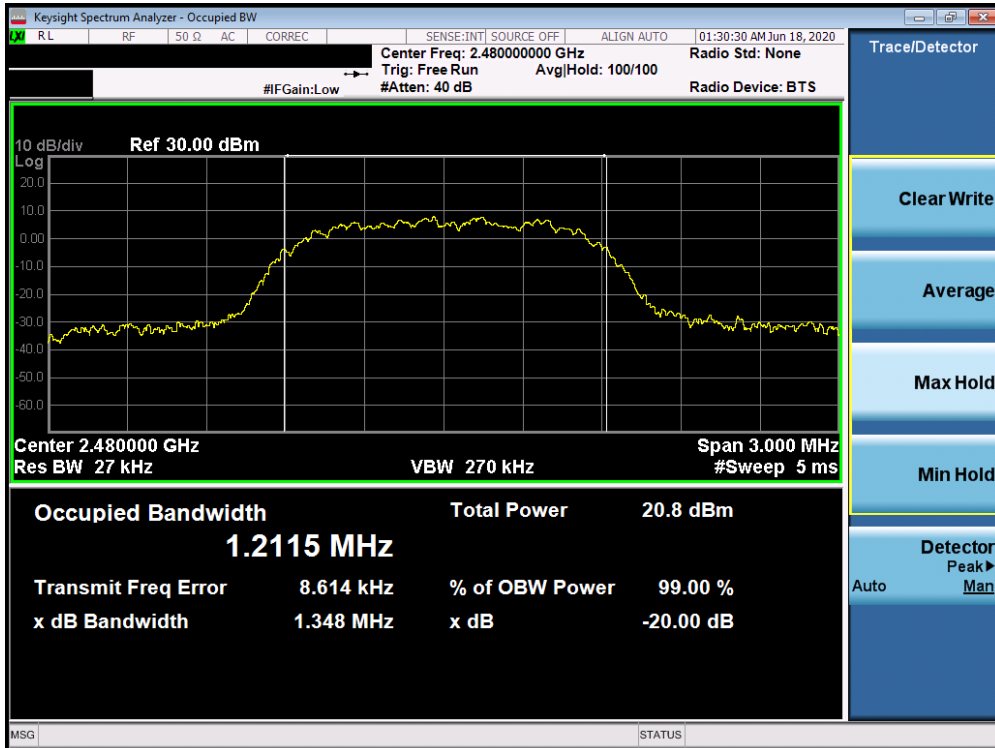 Keysight Spectrum Analyzer - Occupied BW
LXI RL RF 50 Ω AC CORREC SENSE:INT SOURCE OFF ALIGN AUTO 01:30:30 AM Jun 18, 2020
Center Freq: 2.480000000 GHz Radio Std: None
Trig: Free Run Avg|Hold: 100/100
#IFGain:Low #Atten: 40 dB Radio Device: BTS
Trace/Detector
10 dB/div Ref 30.00 dBm
Log
20.0
10.0
0.00
-10.0
-20.0
-30.0
-40.0
-50.0
-60.0
Center 2.480000 GHz Span 3.000 MHz
Res BW 27 kHz VBW 270 kHz #Sweep 5 ms
Occupied Bandwidth Total Power 20.8 dBm
1.2115 MHz
Transmit Freq Error 8.614 kHz % of OBW Power 99.00 %
x dB Bandwidth 1.348 MHz x dB -20.00 dB
Clear Write
Average
Max Hold
Min Hold
Detector
Peak▶
Auto Man
MSG STATUS